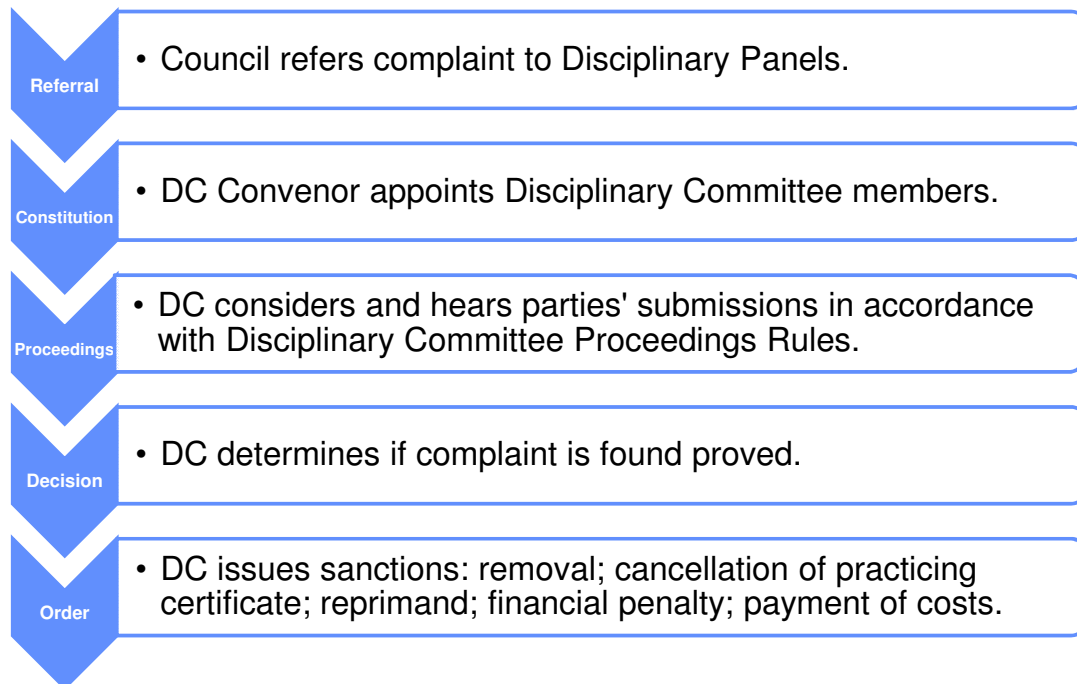 Referral
• Council refers complaint to Disciplinary Panels.
Constitution
• DC Convenor appoints Disciplinary Committee members.
Proceedings
• DC considers and hears parties' submissions in accordance
with Disciplinary Committee Proceedings Rules.
Decision
• DC determines if complaint is found proved.
Order
• DC issues sanctions: removal; cancellation of practicing
certificate; reprimand; financial penalty; payment of costs.